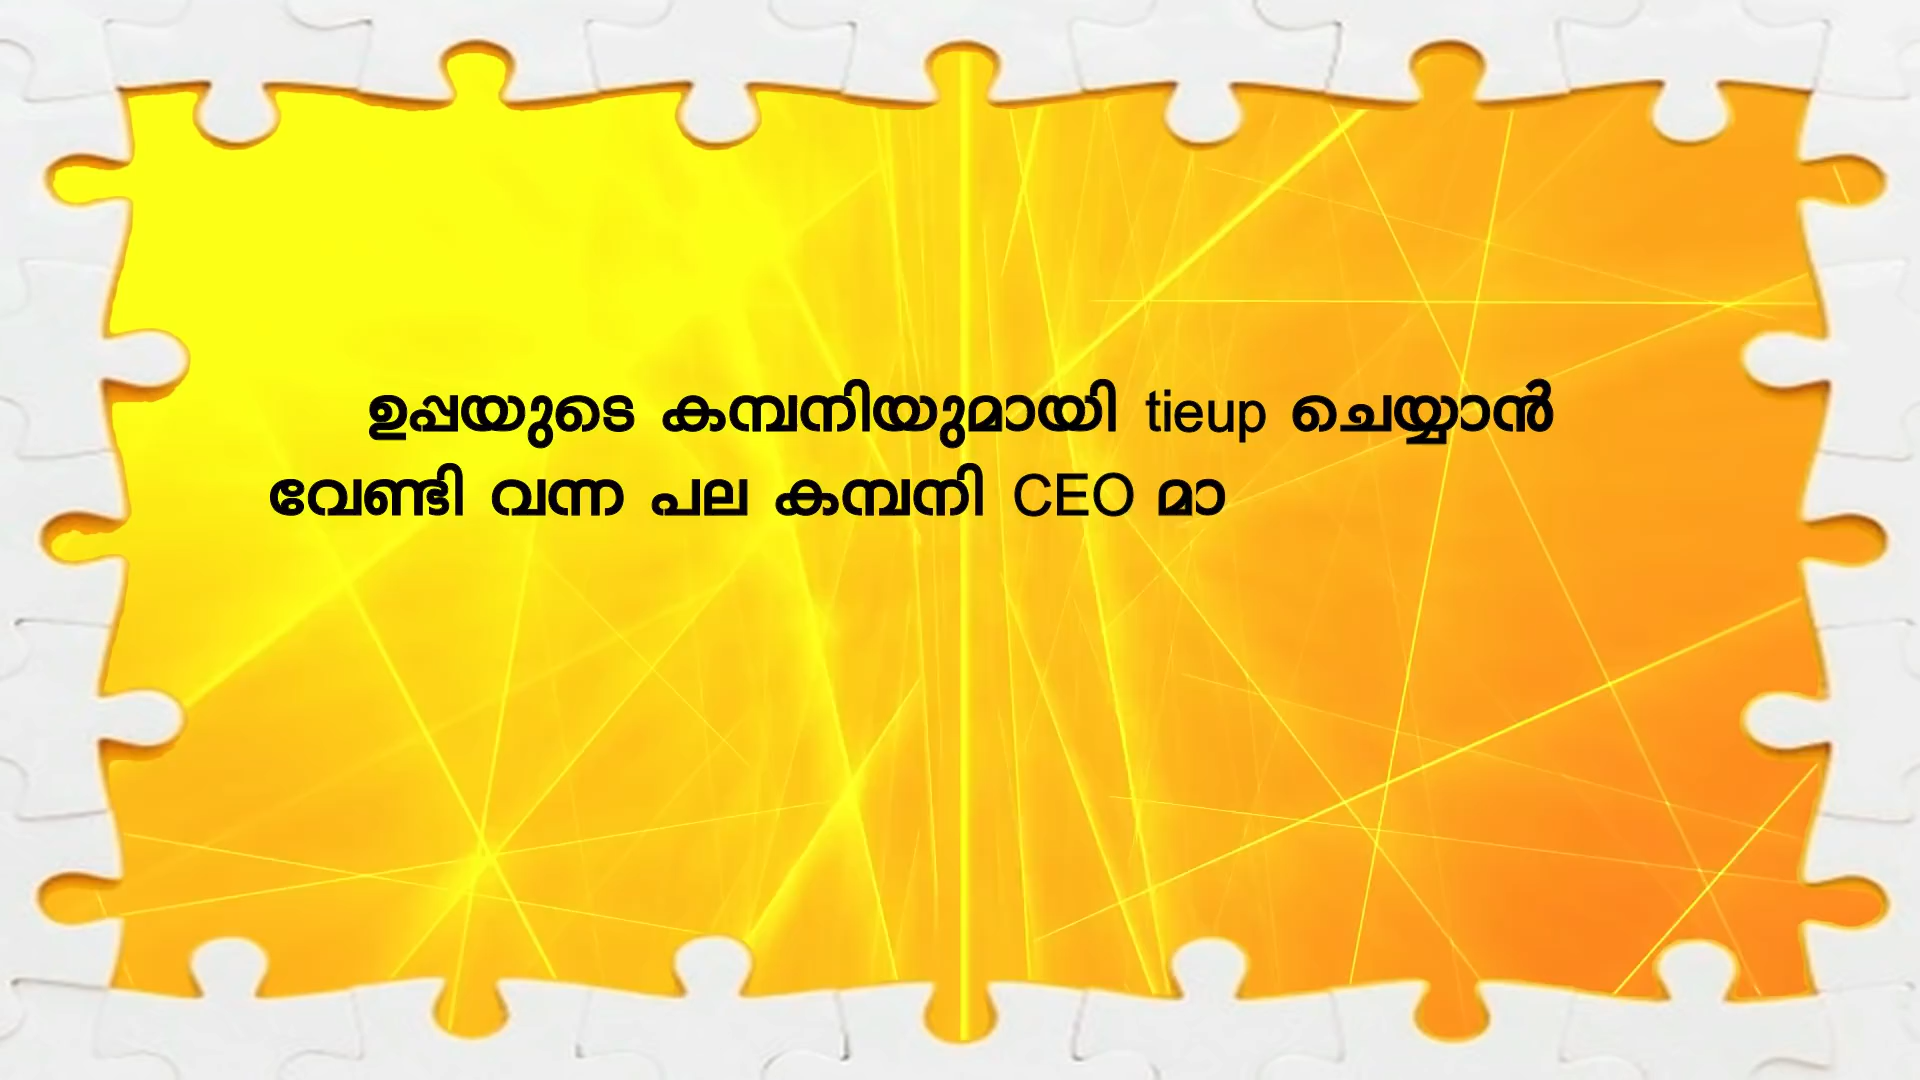 ഉപ്പയുടെ കമ്പനിയുമായി tieup ചെയ്യാൻ
വേണ്ടി വന്ന പല കമ്പനി CEO മാ